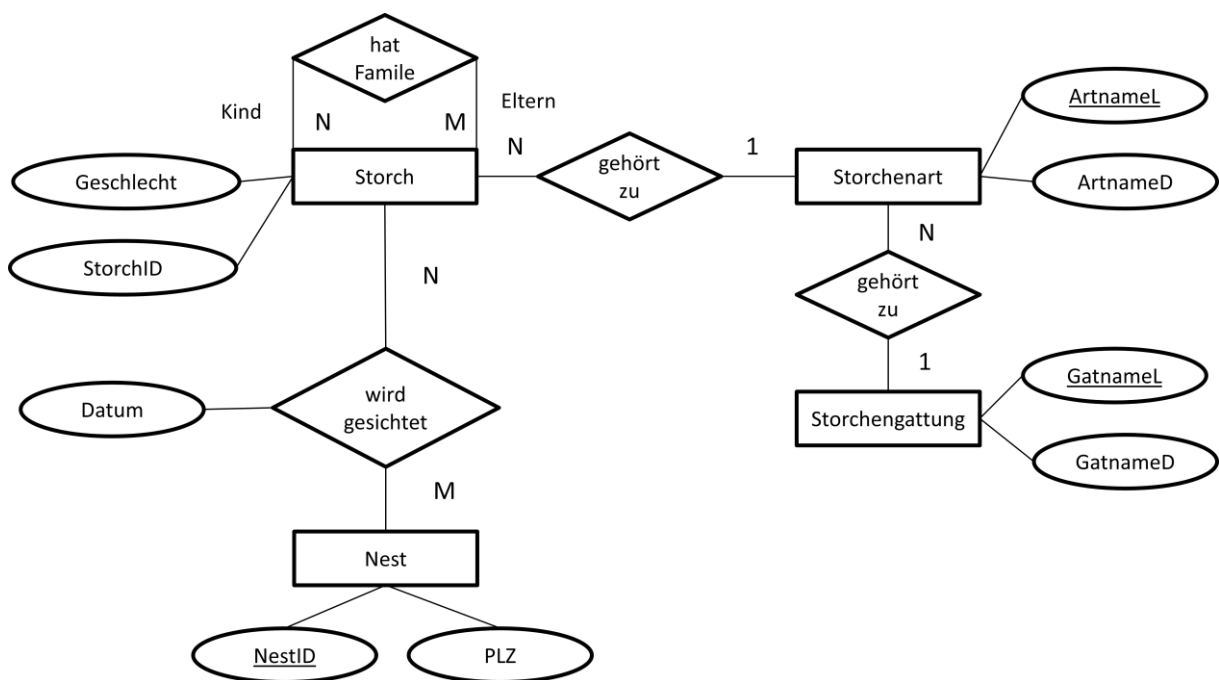 hat
Famile
Kind
Eltern
N
M
N
1
Geschlecht
Storch
gehört
zu
Storchenart
ArtnameL
ArtnameD
StorchID
N
N
gehört
zu
1
Datum
wird
gesichtet
GatnameL
Storchengattung
GatnameD
M
Nest
NestID
PLZ